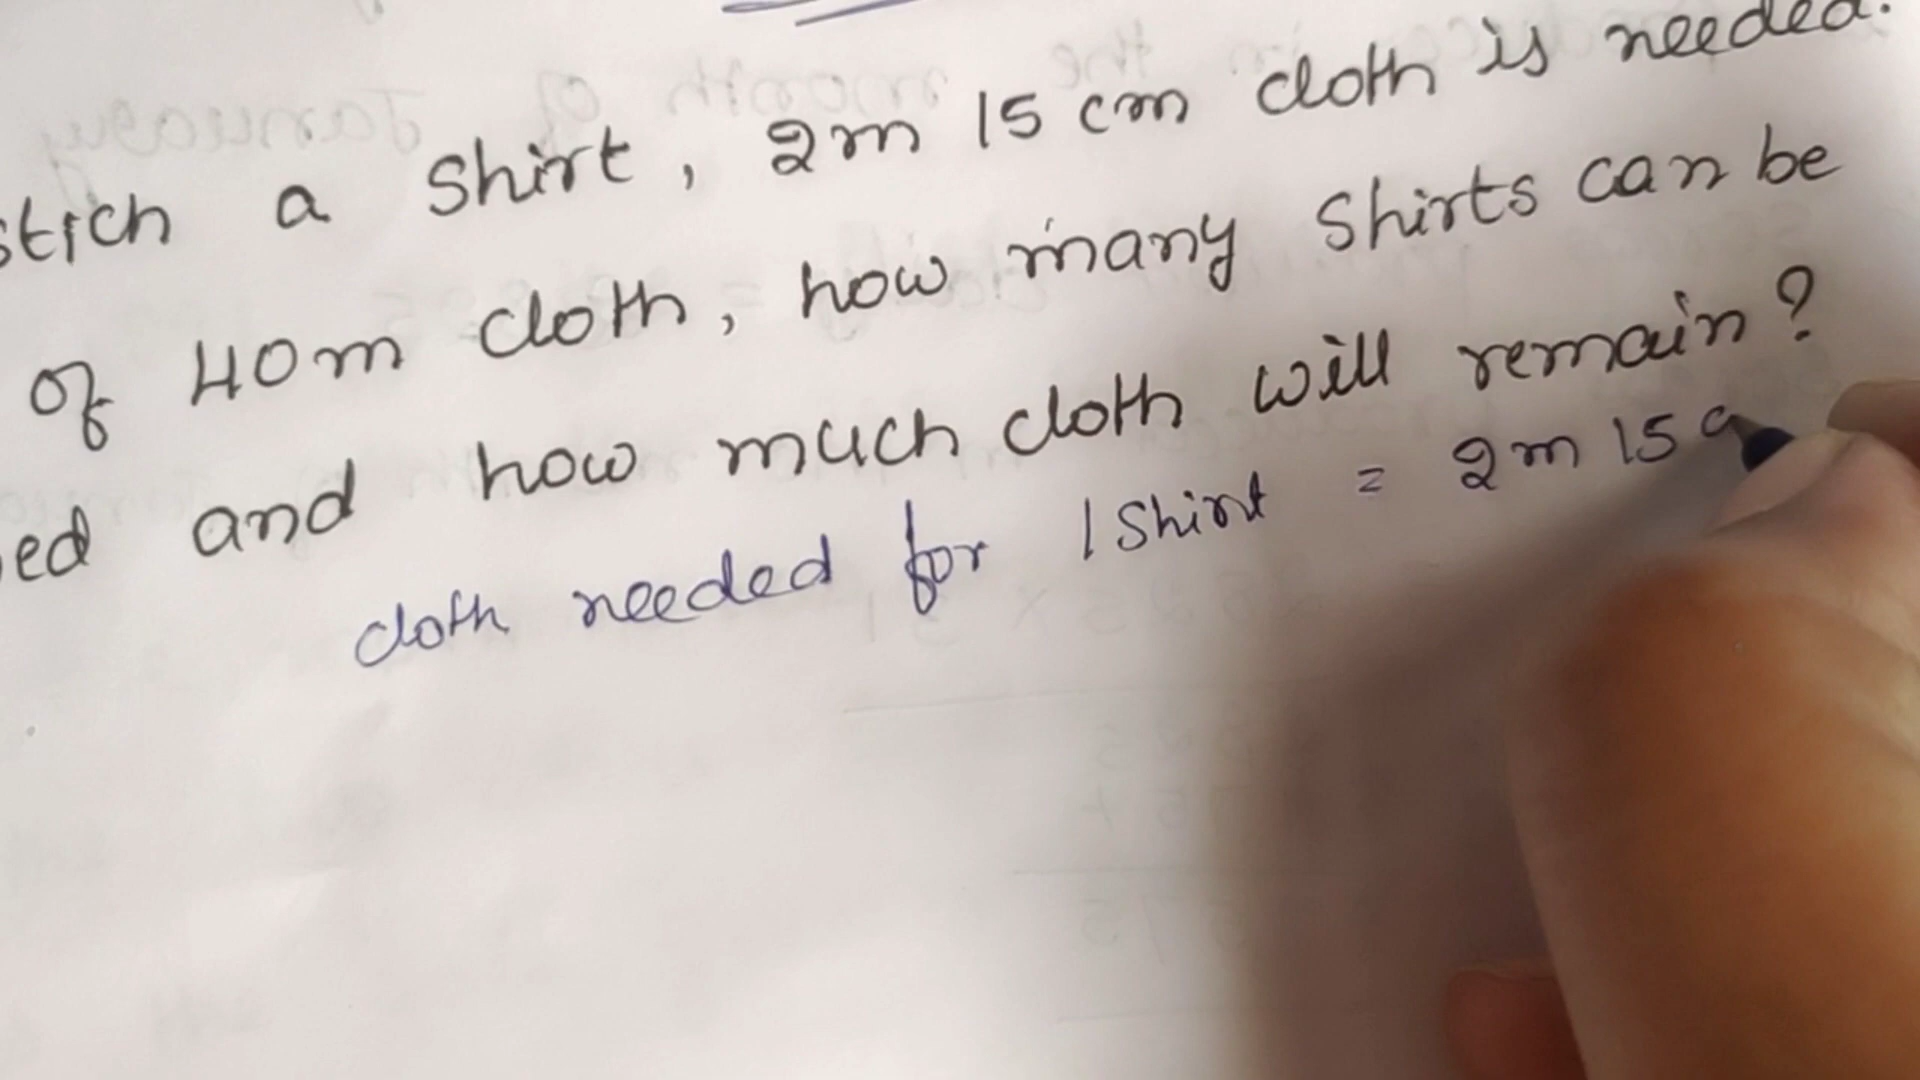 stich a Shirt, 2m 15 cm cloth is needed.
of 40m cloth, how many Shirts can be
ed and how much cloth will remain?
cloth needed for 1 Shirt = 2m 15 c